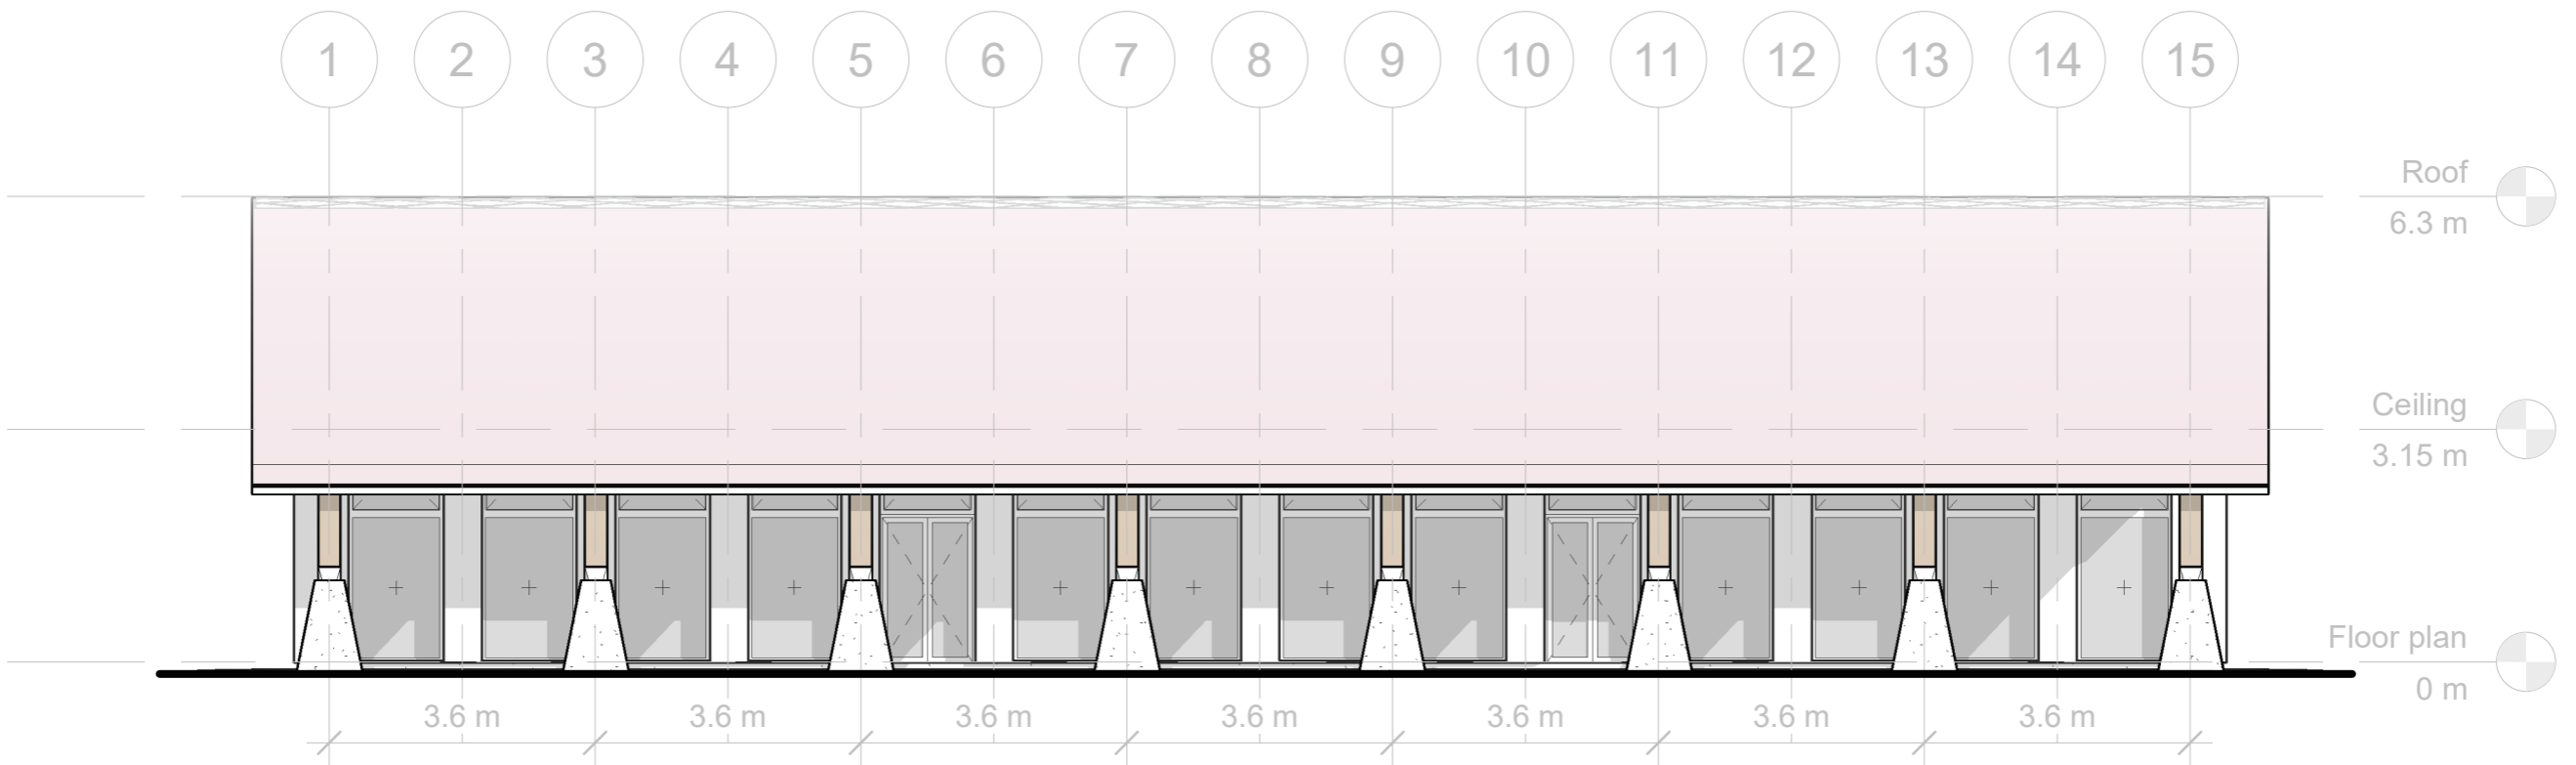 1 2 3 4 5 6 7 8 9 10 11 12 13 14 15
Roof
6.3 m
Ceiling
3.15 m
Floor plan
0 m
3.6 m 3.6 m 3.6 m 3.6 m 3.6 m 3.6 m 3.6 m